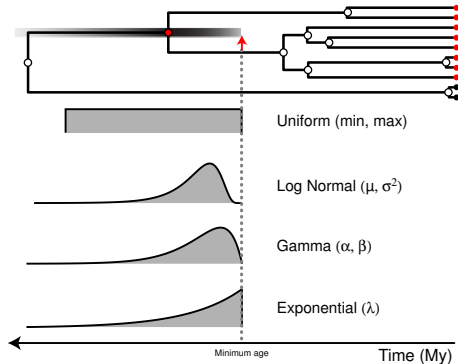 Uniform (min, max)
Log Normal (μ, σ²)
Gamma (α, β)
Exponential (λ)
Minimum age
Time (My)